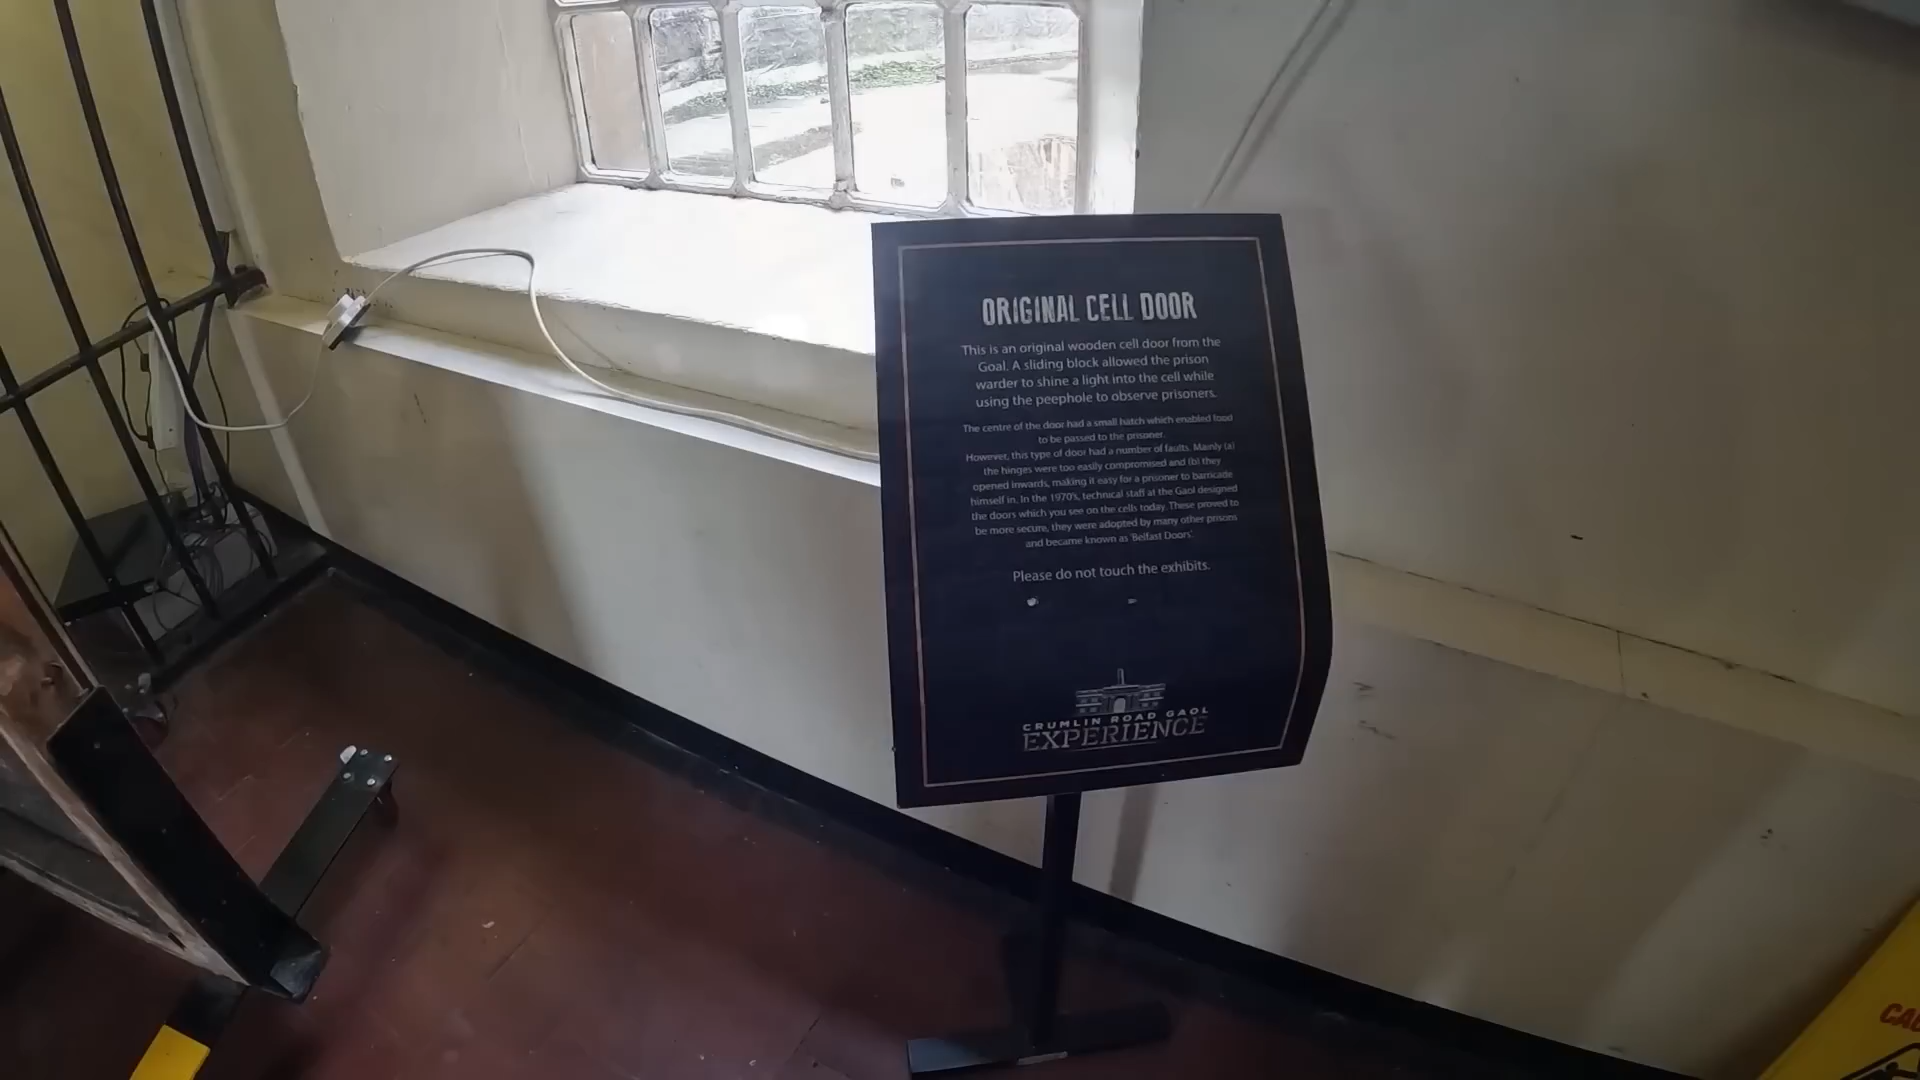 ORIGINAL CELL DOOR
This is an original wooden cell door from the
Goal. A sliding block allowed the prison
warder to shine a light into the cell while
using the peephole to observe prisoners.
The centre of the door had a small hatch which enabled food
to be passed to the prisoner.
However, this type of door had a number of faults. Mainly (a)
the hinges were too easily compromised and (b) they
opened inwards, making it easy for a prisoner to barricade
himself in. In the 1970's, technical staff at the Gaol designed
the doors which you see on the cells today. These proved to
be more secure, they were adopted by many other prisons
and became known as 'Belfast Doors'.
Please do not touch the exhibits.
CRUMLIN ROAD GAOL
EXPERIENCE
CAU